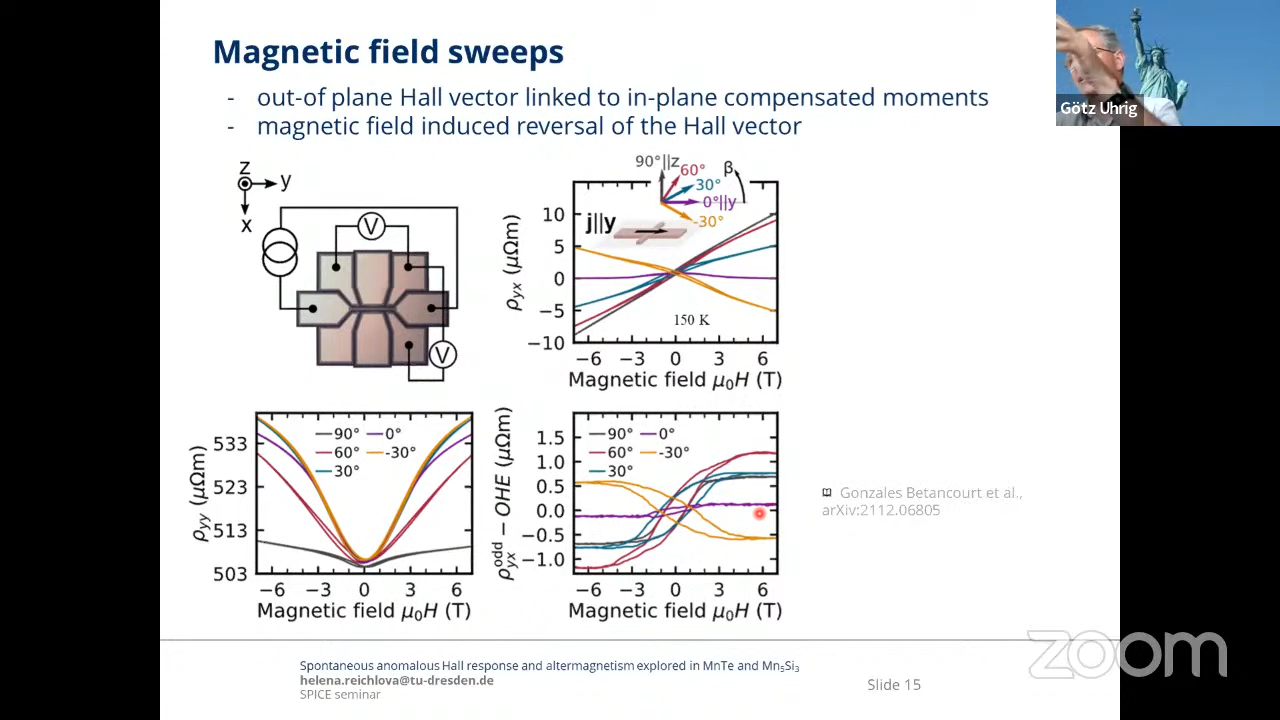 Magnetic field sweeps
- out-of plane Hall vector linked to in-plane compensated moments
- magnetic field induced reversal of the Hall vector
Götz Uhrig
z
y
x
V
V
90°||z
60°
β
30°
0°||y
-30°
j||y
ρyx (μΩm)
10
5
0
−5
−10
150 K
−6 −3 0 3 6
Magnetic field μ0H (T)
ρyy (μΩm)
533
523
513
503
90° 0°
60° -30°
30°
−6 −3 0 3 6
Magnetic field μ0H (T)
ρyx^odd − OHE (μΩm)
1.5
1.0
0.5
0.0
−0.5
−1.0
90° 0°
60° -30°
30°
−6 −3 0 3 6
Magnetic field μ0H (T)
Gonzales Betancourt et al.,
arXiv:2112.06805
Spontaneous anomalous Hall response and altermagnetism explored in MnTe and Mn5Si3
helena.reichlova@tu-dresden.de
SPICE seminar
Slide 15
zoom